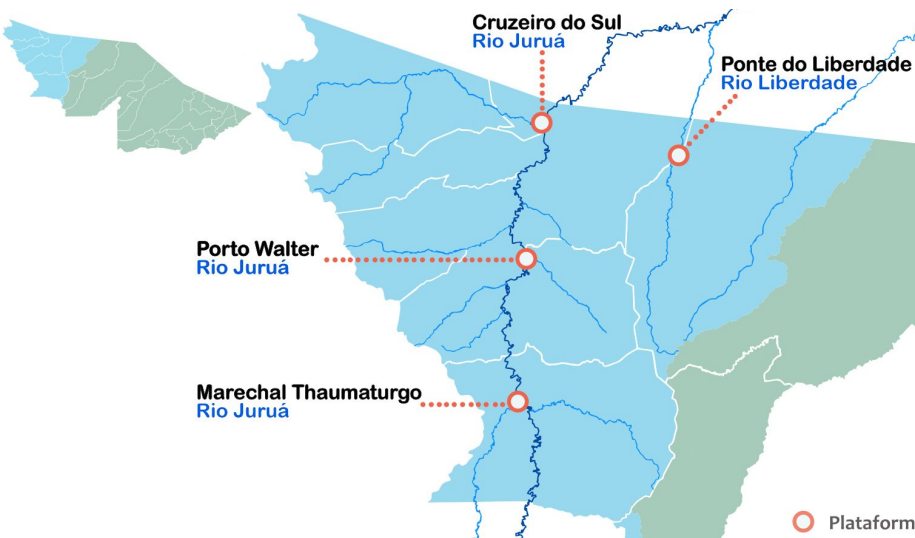 Cruzeiro do Sul
Rio Juruá
Ponte do Liberdade
Rio Liberdade
Porto Walter
Rio Juruá
Marechal Thaumaturgo
Rio Juruá
Plataform